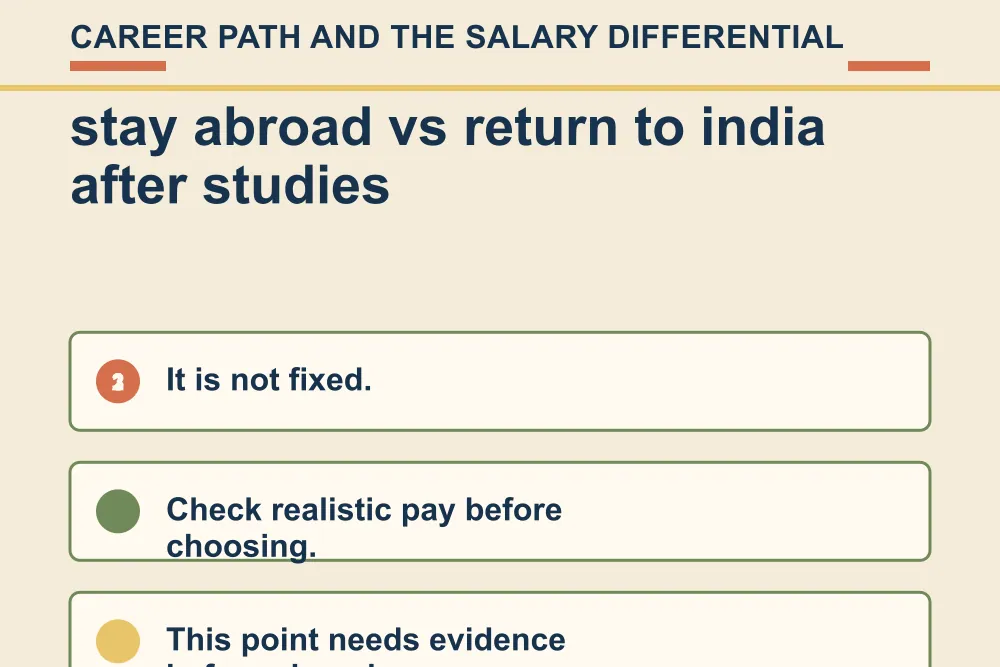 CAREER PATH AND THE SALARY DIFFERENTIAL
stay abroad vs return to india
after studies
It is not fixed.
Check realistic pay before
choosing.
This point needs evidence